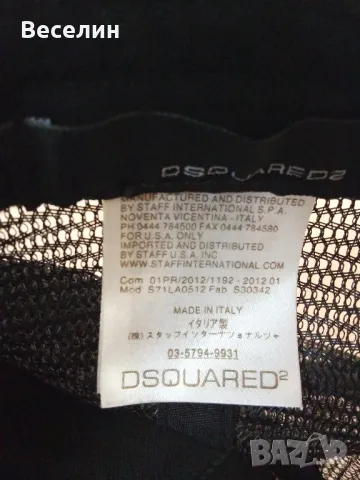 Веселин
DSQUARED2
MANUFACTURED AND DISTRIBUTED
BY STAFF INTERNATIONAL S.P.A.
NOVENTA VICENTINA - ITALY
PH 0444 784500 FAX 0444 784580
FOR U.S.A. ONLY
IMPORTED AND DISTRIBUTED
BY STAFF U.S.A. INC
WWW.STAFFINTERNATIONAL.COM
Com 01PR/2012/1192 - 2012 01
Mod S71LA0512 Fab S30342
MADE IN ITALY
イタリア製
(株) スタッフインターナショナルジャ
03-5794-9931
DSQUARED²
bazar